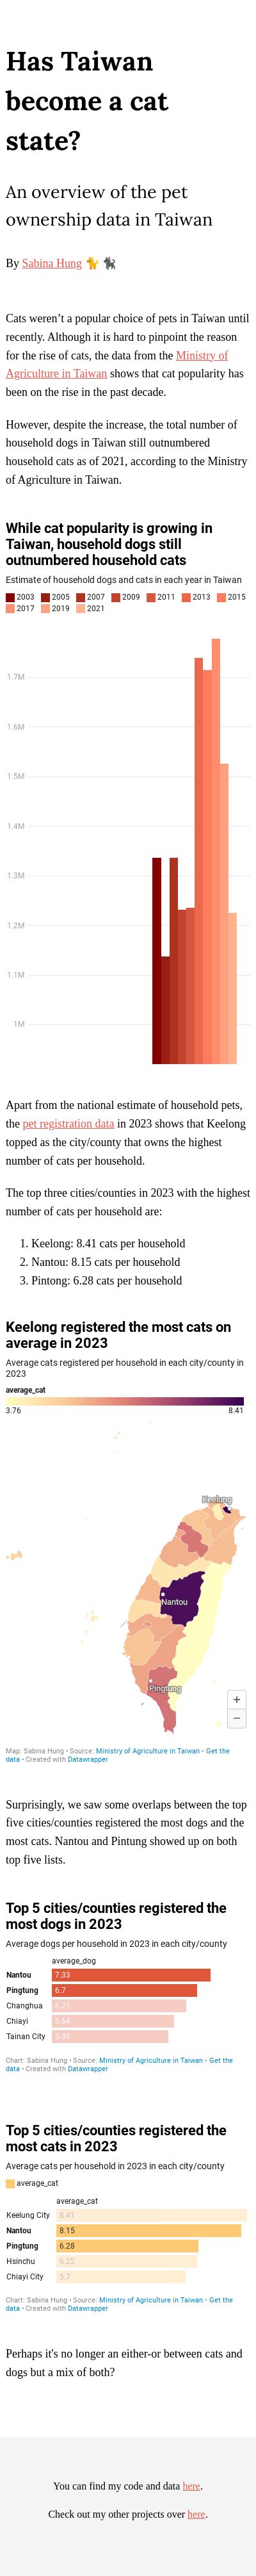 Has Taiwan
become a cat
state?
An overview of the pet
ownership data in Taiwan
By Sabina Hung 🐈 🐈‍⬛
Cats weren't a popular choice of pets in Taiwan until
recently. Although it is hard to pinpoint the reason
for the rise of cats, the data from the Ministry of
Agriculture in Taiwan shows that cat popularity has
been on the rise in the past decade.
However, despite the increase, the total number of
household dogs in Taiwan still outnumbered
household cats as of 2021, according to the Ministry
of Agriculture in Taiwan.
While cat popularity is growing in
Taiwan, household dogs still
outnumbered household cats
Estimate of household dogs and cats in each year in Taiwan
2003 2005 2007 2009 2011 2013 2015
2017 2019 2021
1.7M
1.6M
1.5M
1.4M
1.3M
1.2M
1.1M
1M
Apart from the national estimate of household pets,
the pet registration data in 2023 shows that Keelong
topped as the city/county that owns the highest
number of cats per household.
The top three cities/counties in 2023 with the highest
number of cats per household are:
1. Keelong: 8.41 cats per household
2. Nantou: 8.15 cats per household
3. Pintong: 6.28 cats per household
Keelong registered the most cats on
average in 2023
Average cats registered per household in each city/county in
2023
average_cat
3.76 8.41
Keelung
Nantou
Pingtung
+
−
Map: Sabina Hung • Source: Ministry of Agriculture in Taiwan • Get the
data • Created with Datawrapper
Surprisingly, we saw some overlaps between the top
five cities/counties registered the most dogs and the
most cats. Nantou and Pintung showed up on both
top five lists.
Top 5 cities/counties registered the
most dogs in 2023
Average dogs per household in 2023 in each city/county
average_dog
Nantou 7.33
Pingtung 6.7
Changhua 6.21
Chiayi 5.64
Tainan City 5.39
Chart: Sabina Hung • Source: Ministry of Agriculture in Taiwan • Get the
data • Created with Datawrapper
Top 5 cities/counties registered the
most cats in 2023
Average cats per household in 2023 in each city/county
average_cat
average_cat
Keelung City 8.41
Nantou 8.15
Pingtung 6.28
Hsinchu 6.22
Chiayi City 5.7
Chart: Sabina Hung • Source: Ministry of Agriculture in Taiwan • Get the
data • Created with Datawrapper
Perhaps it's no longer an either-or between cats and
dogs but a mix of both?
You can find my code and data here.
Check out my other projects over here.